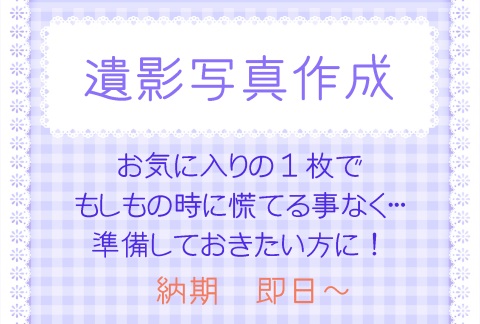 遺影写真作成
お気に入りの１枚で
もしもの時に慌てる事なく…
準備しておきたい方に！
納期　即日～